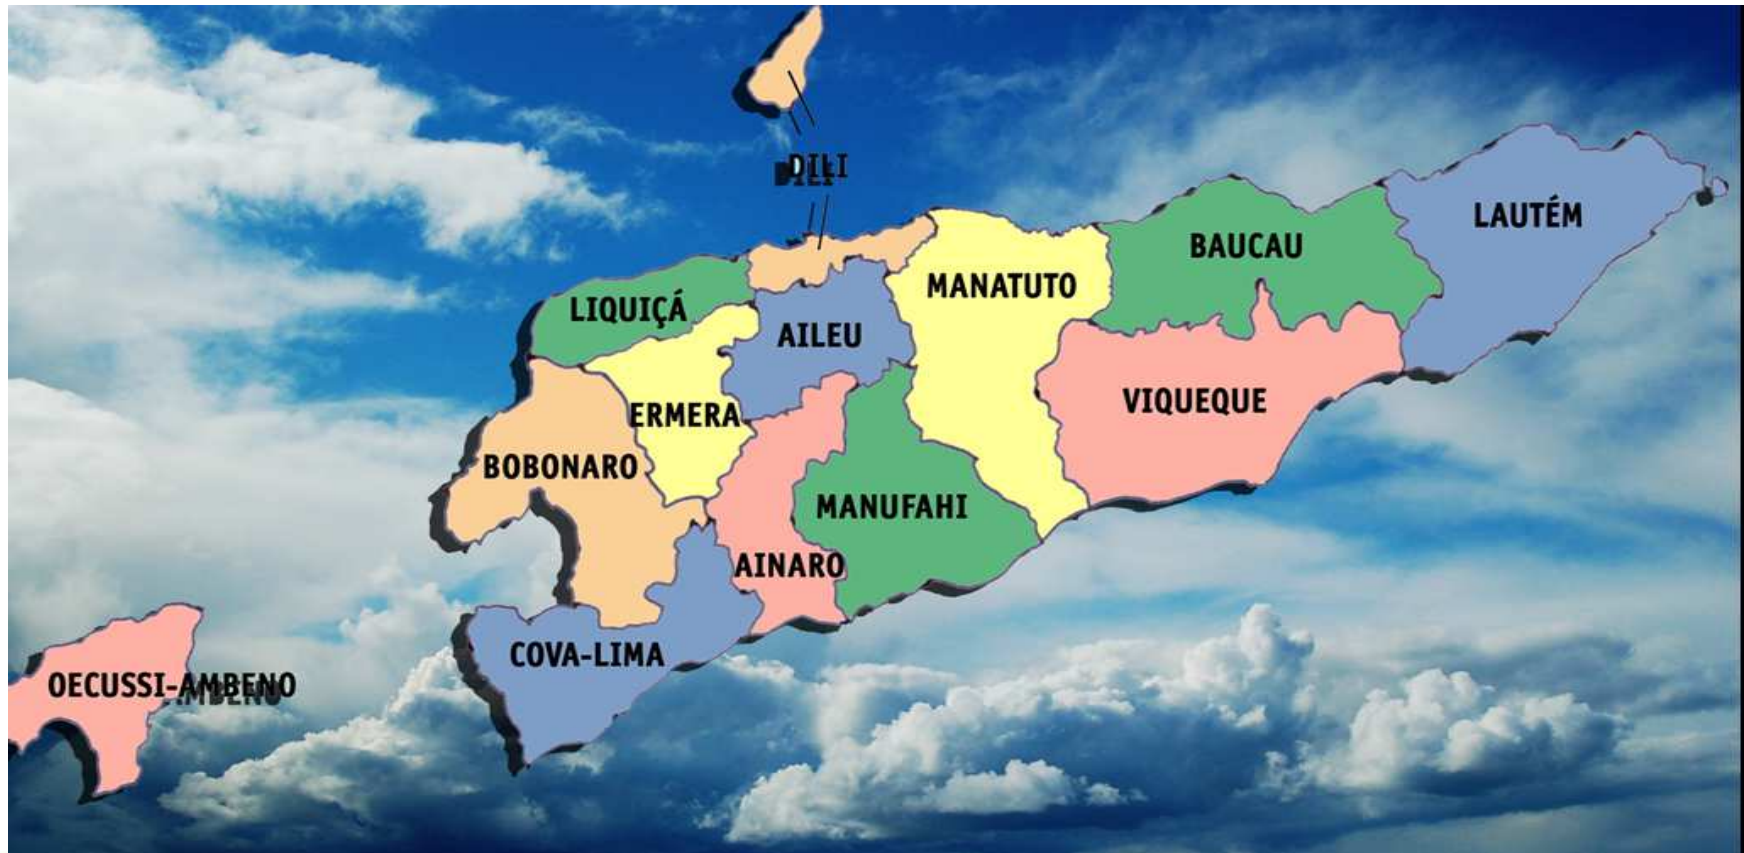 DILI
LAUTÉM
BAUCAU
MANATUTO
LIQUIÇÁ
AILEU
VIQUEQUE
ERMERA
BOBONARO
MANUFAHI
AINARO
COVA-LIMA
OECUSSI-AMBENO